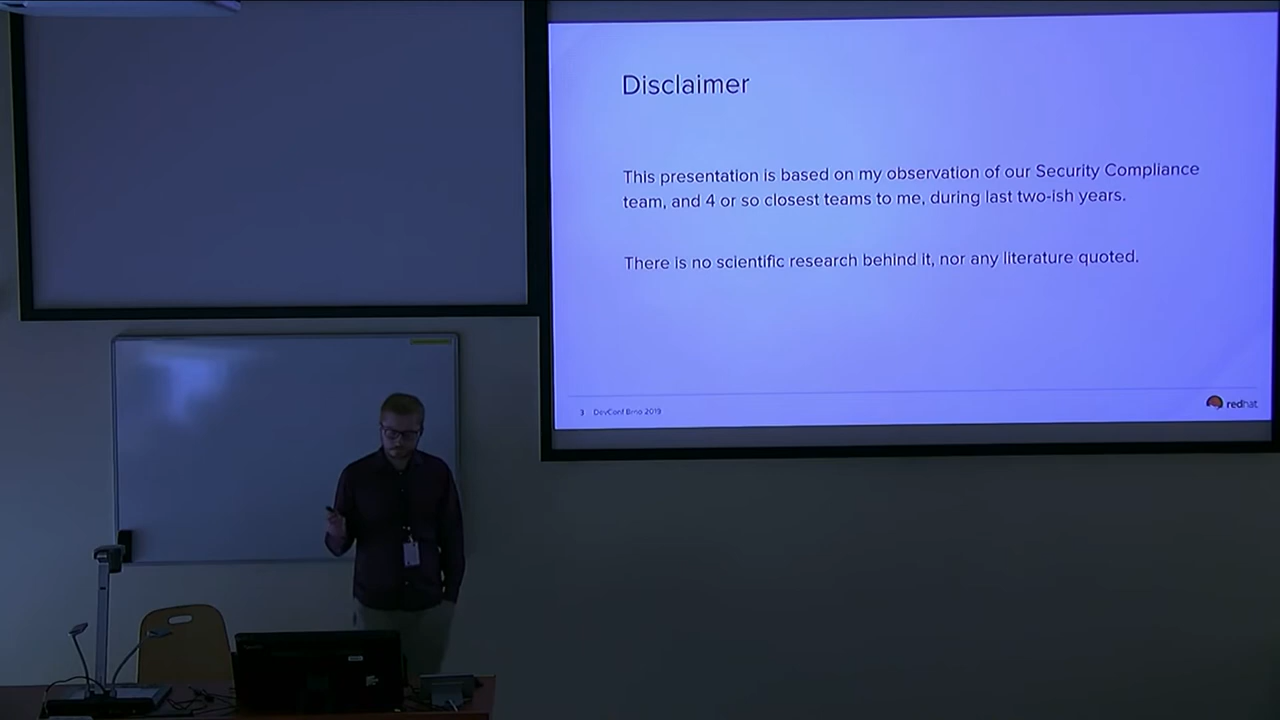 Disclaimer
This presentation is based on my observation of our Security Compliance
team, and 4 or so closest teams to me, during last two-ish years.
There is no scientific research behind it, nor any literature quoted.
3 DevConf Brno 2019
redhat